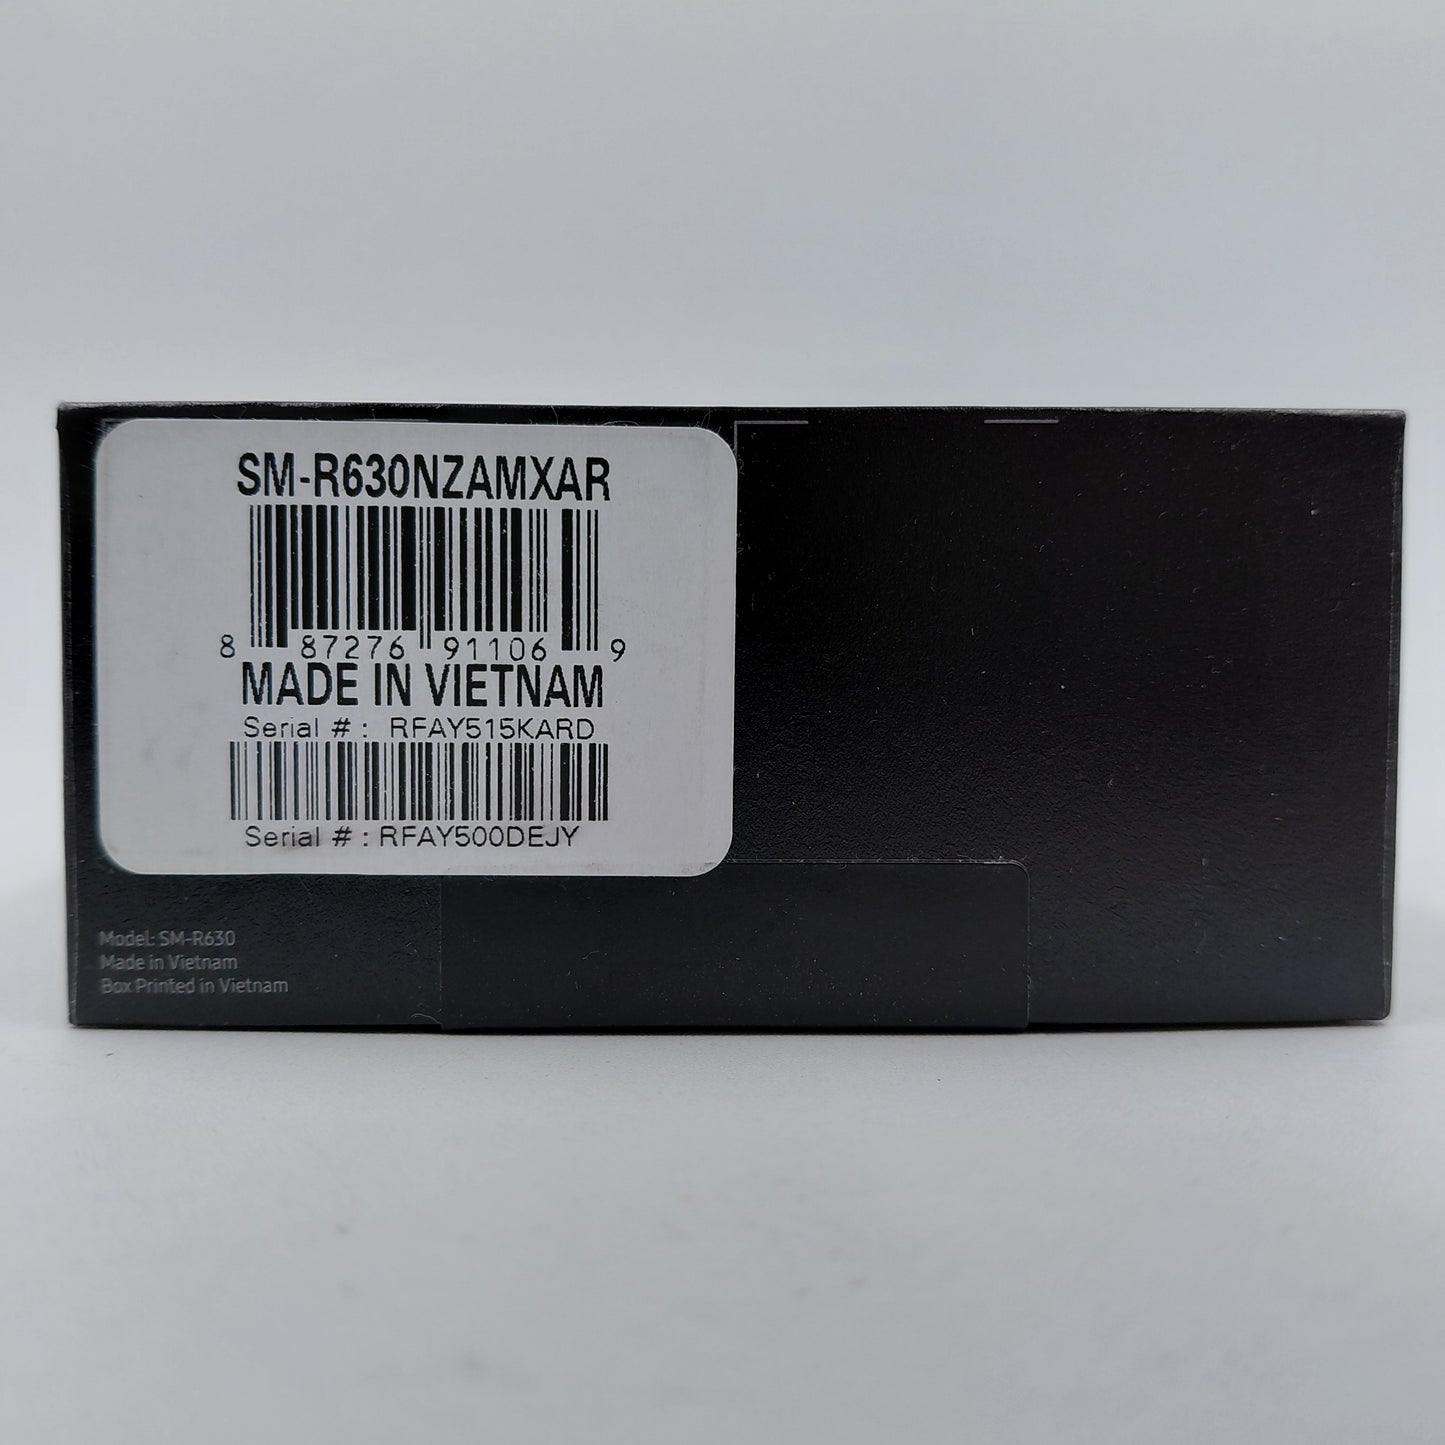 SM-R630NZAMXAR
8 87276 91106 9
MADE IN VIETNAM
Serial # : RFAY515KARD
Serial # : RFAY500DEJY
Model: SM-R630
Made in Vietnam
Box Printed in Vietnam